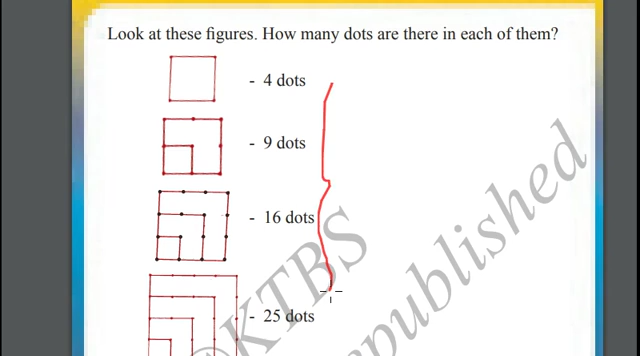 Look at these figures. How many dots are there in each of them?
- 4 dots
- 9 dots
- 16 dots
- 25 dots
©KTBS
republished